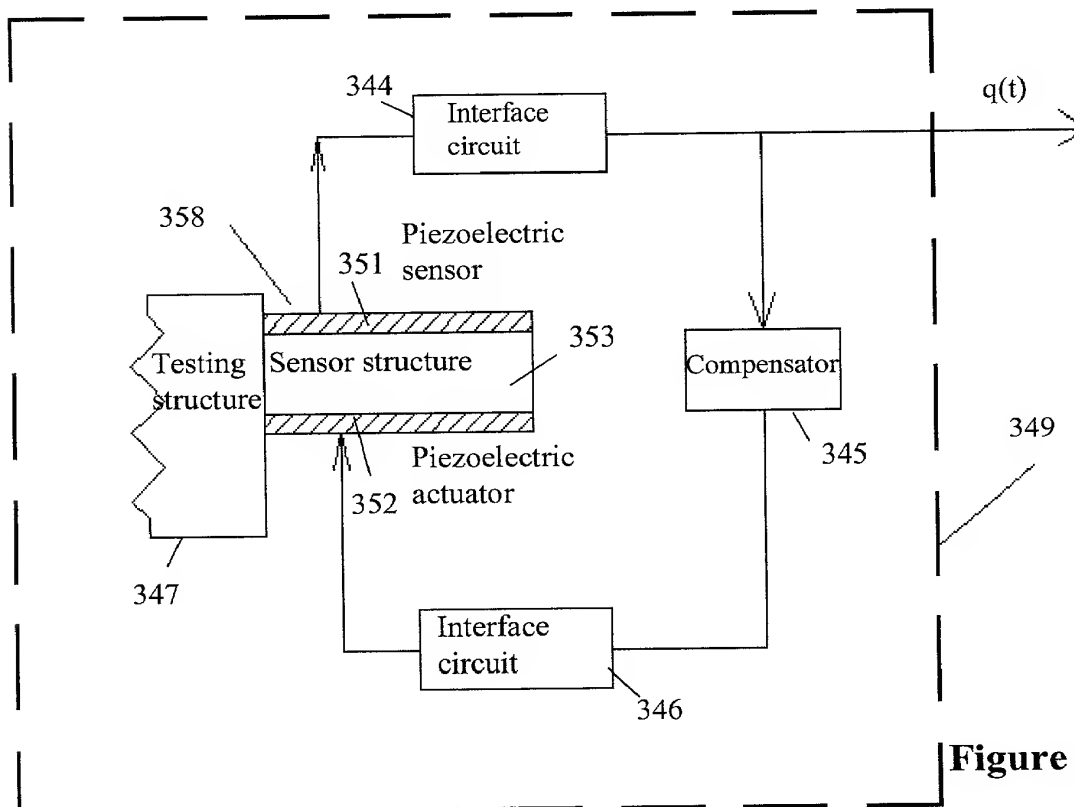 344
Interface
circuit
q(t)
358
Piezoelectric
sensor
351
353
Testing
structure
Sensor structure
Compensator
345
349
Piezoelectric
actuator
352
347
Interface
circuit
346
Figure